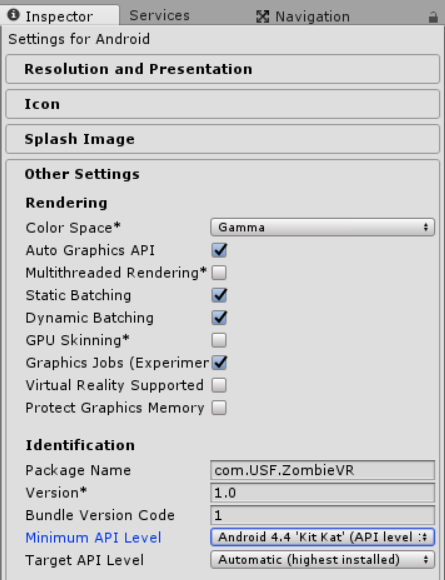 Inspector Services Navigation
Settings for Android
Resolution and Presentation
Icon
Splash Image
Other Settings
Rendering
Color Space* Gamma
Auto Graphics API
Multithreaded Rendering*
Static Batching
Dynamic Batching
GPU Skinning*
Graphics Jobs (Experimer
Virtual Reality Supported
Protect Graphics Memory
Identification
Package Name com.USF.ZombieVR
Version* 1.0
Bundle Version Code 1
Minimum API Level Android 4.4 'Kit Kat' (API level
Target API Level Automatic (highest installed)